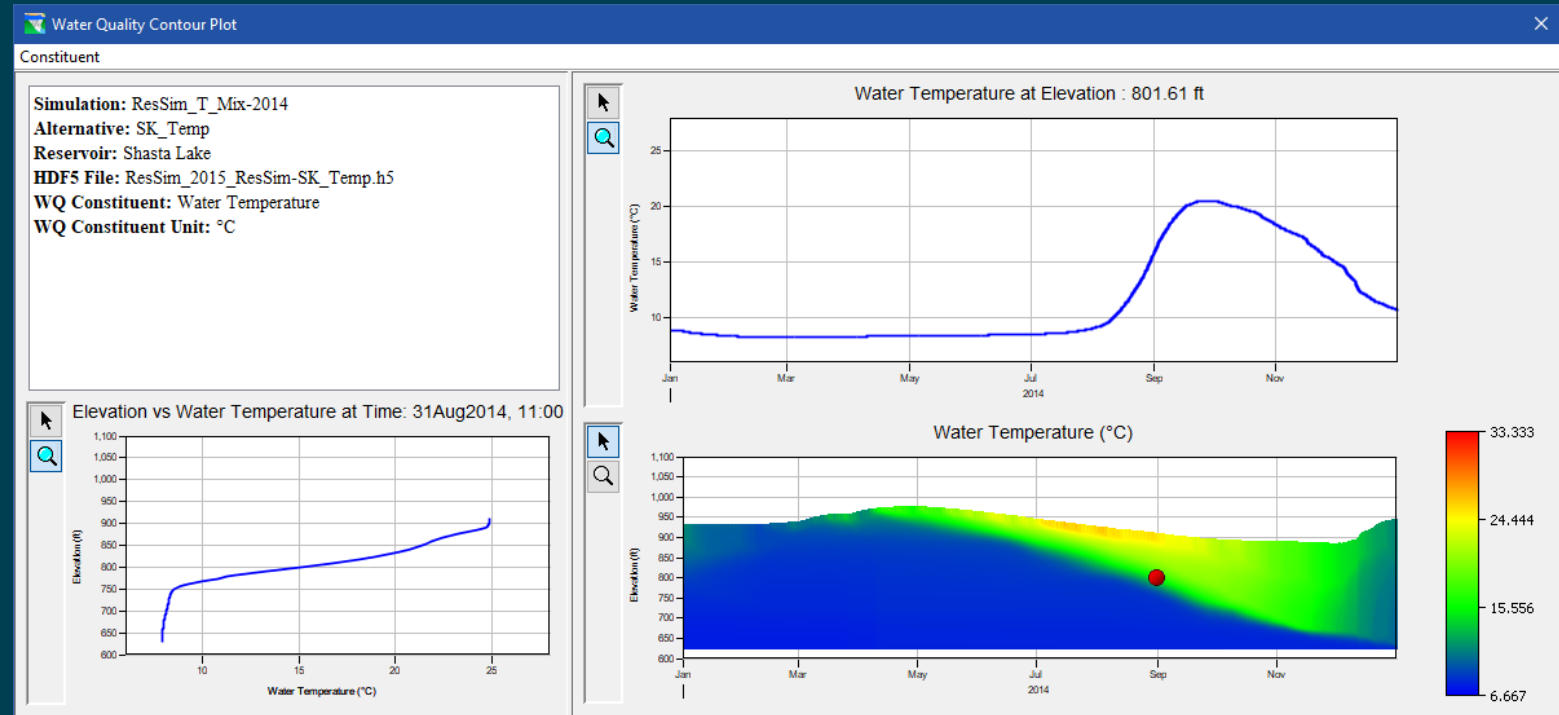 Water Quality Contour Plot
Constituent
Simulation: ResSim_T_Mix-2014
Alternative: SK_Temp
Reservoir: Shasta Lake
HDF5 File: ResSim_2015_ResSim-SK_Temp.h5
WQ Constituent: Water Temperature
WQ Constituent Unit: °C
Elevation vs Water Temperature at Time: 31Aug2014, 11:00
Elevation (ft)
1,100
1,050
1,000
950
900
850
800
750
700
650
600
10 15 20 25
Water Temperature (°C)
Water Temperature at Elevation : 801.61 ft
Water Temperature (°C)
25
20
15
10
Jan Mar May Jul Sep Nov
2014
Water Temperature (°C)
Elevation (ft)
1,100
1,050
1,000
950
900
850
800
750
700
650
600
Jan Mar May Jul Sep Nov
2014
33.333
24.444
15.556
6.667